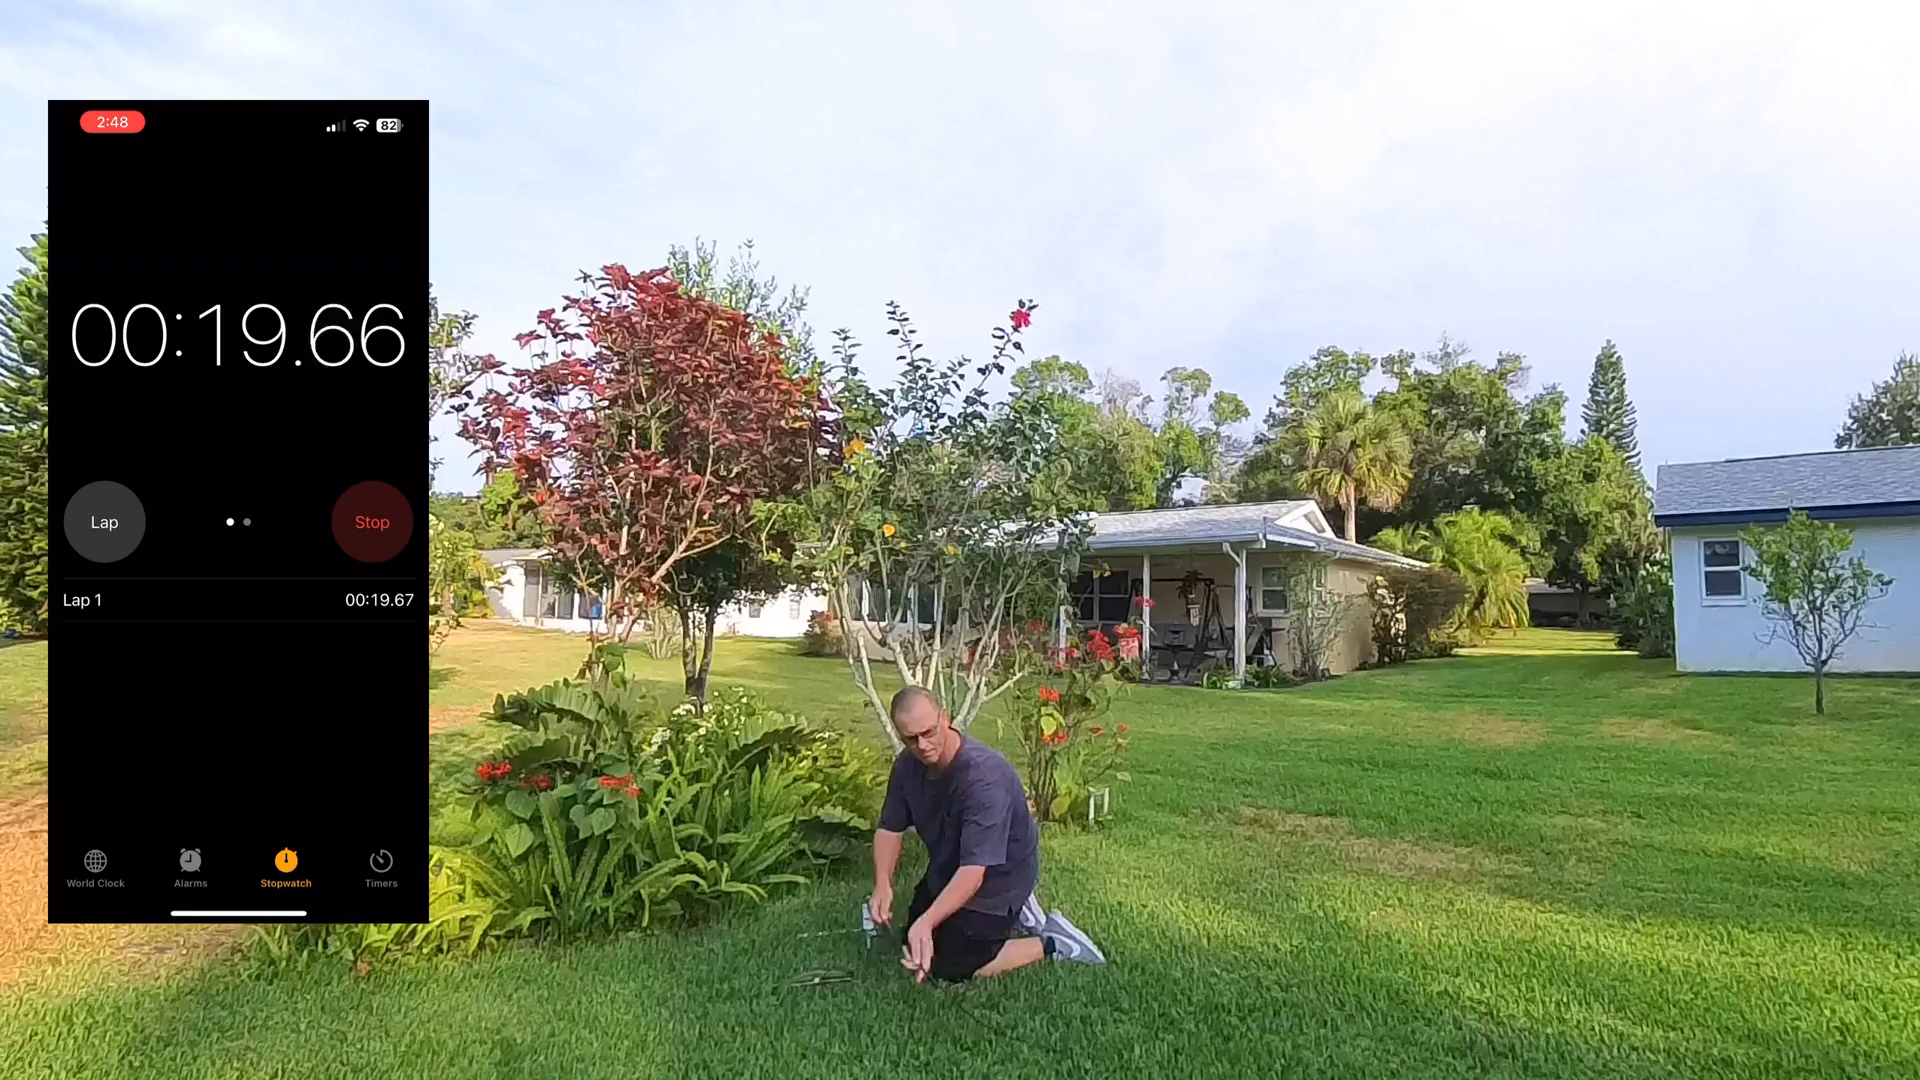 2:48
82
00:19.66
Lap
Stop
Lap 1
00:19.67
World Clock
Alarms
Stopwatch
Timers